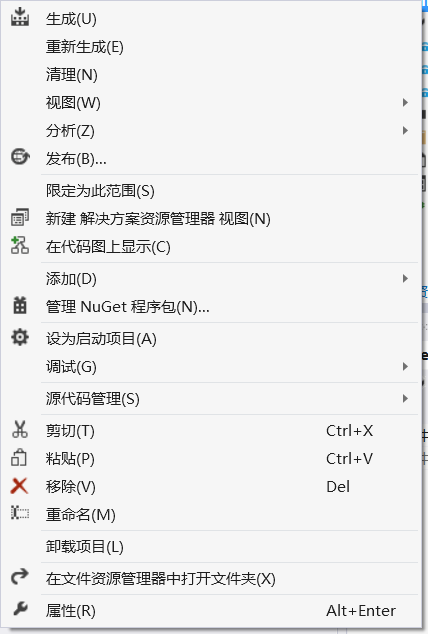 生成(U)
重新生成(E)
清理(N)
视图(W)
分析(Z)
发布(B)...
限定为此范围(S)
新建 解决方案资源管理器 视图(N)
在代码图上显示(C)
添加(D)
管理 NuGet 程序包(N)...
设为启动项目(A)
调试(G)
源代码管理(S)
剪切(T) Ctrl+X
粘贴(P) Ctrl+V
移除(V) Del
重命名(M)
卸载项目(L)
在文件资源管理器中打开文件夹(X)
属性(R) Alt+Enter